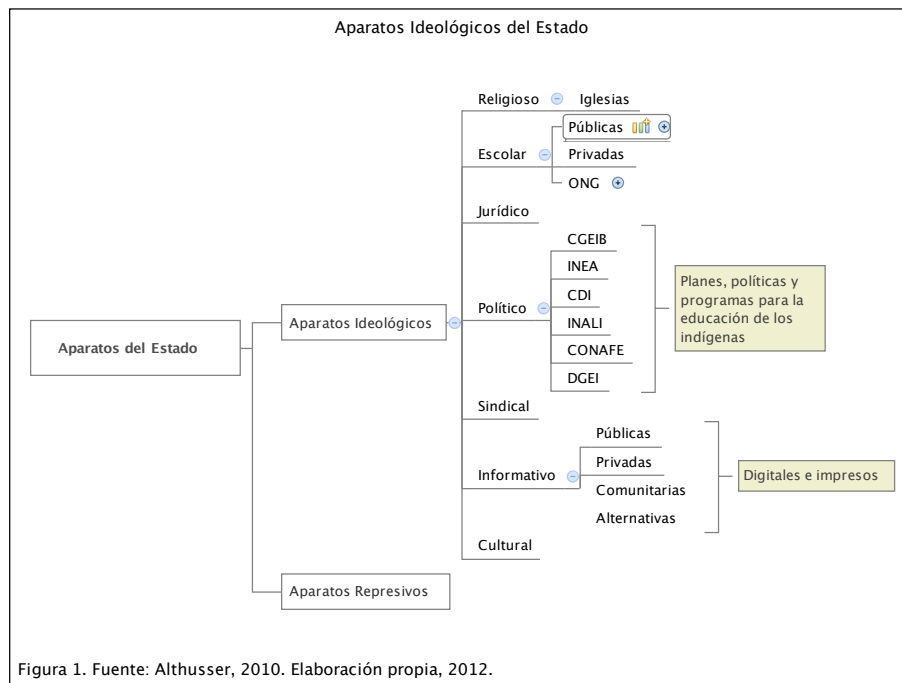 Aparatos Ideológicos del Estado
Religioso
Iglesias
Escolar
Públicas
Privadas
ONG
Jurídico
Político
CGEIB
INEA
CDI
INALI
CONAFE
DGEI
Planes, políticas y
programas para la
educación de los
indígenas
Aparatos del Estado
Aparatos Ideológicos
Sindical
Informativo
Públicas
Privadas
Comunitarias
Alternativas
Digitales e impresos
Cultural
Aparatos Represivos
Figura 1. Fuente: Althusser, 2010. Elaboración propia, 2012.